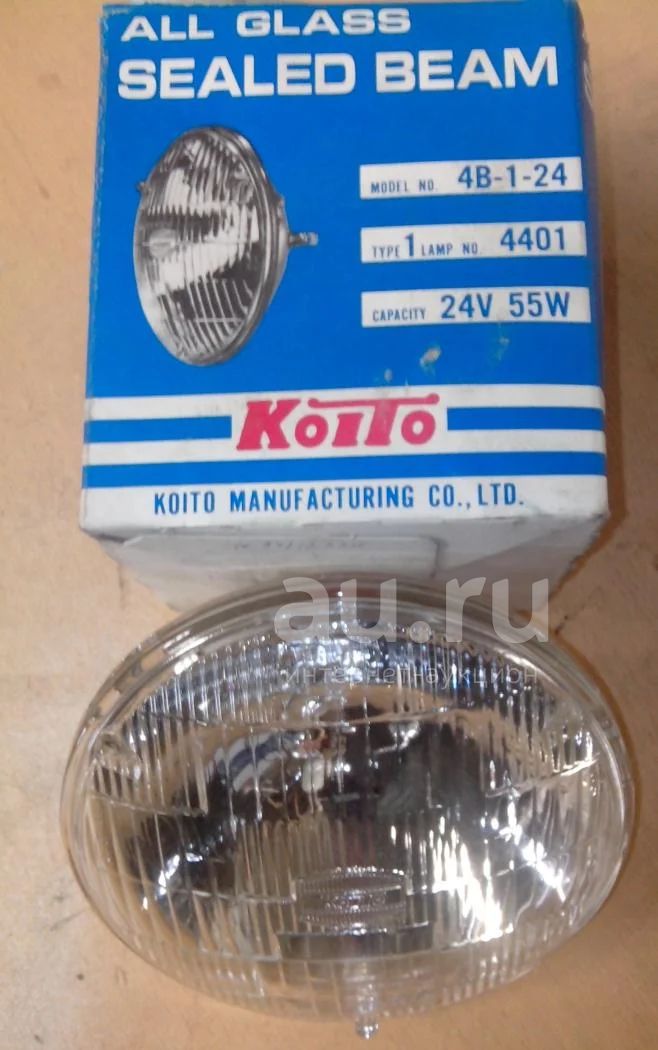 ALL GLASS
SEALED BEAM
MODEL NO. 4B-1-24
TYPE 1 LAMP NO. 4401
CAPACITY 24V 55W
KOITO
KOITO MANUFACTURING CO., LTD.
au.ru
интернет-аукцион